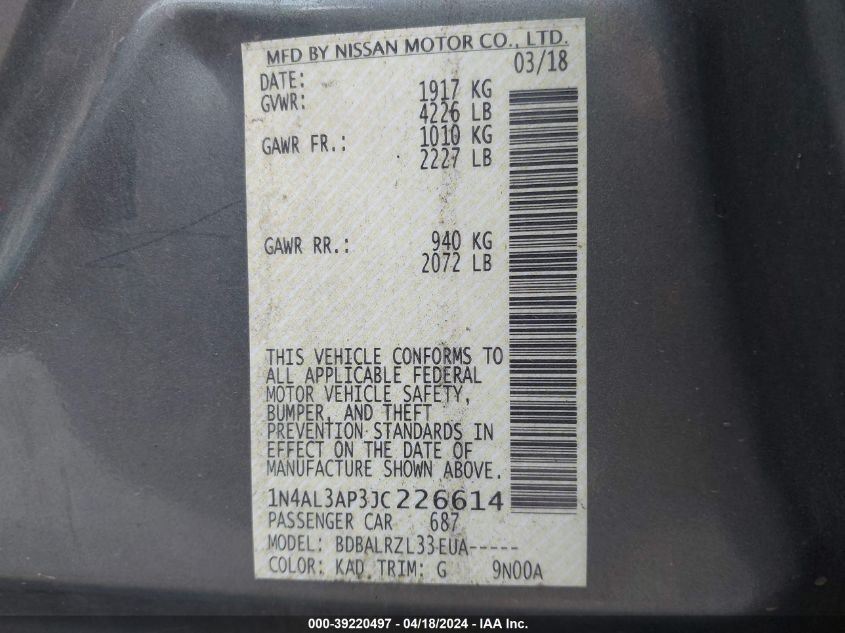 MFD BY NISSAN MOTOR CO., LTD.
DATE: 03/18
GVWR: 1917 KG
4226 LB
GAWR FR.: 1010 KG
2227 LB
GAWR RR.: 940 KG
2072 LB
THIS VEHICLE CONFORMS TO
ALL APPLICABLE FEDERAL
MOTOR VEHICLE SAFETY,
BUMPER, AND THEFT
PREVENTION STANDARDS IN
EFFECT ON THE DATE OF
MANUFACTURE SHOWN ABOVE.
1N4AL3AP3JC226614
PASSENGER CAR 687
MODEL: BDBALRZL33EUA-----
COLOR: KAD TRIM: G 9N00A
000-39220497 - 04/18/2024 - IAA Inc.